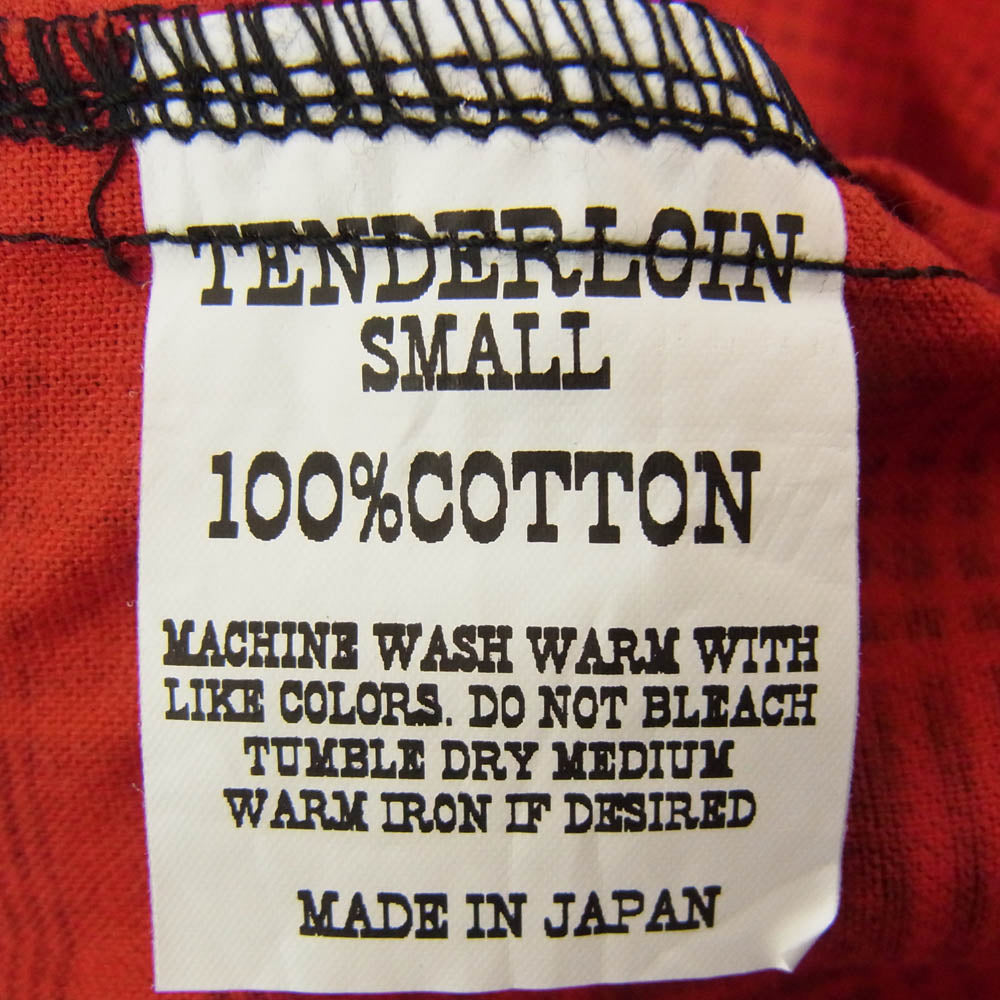 TENDERLOIN
SMALL
100%COTTON
MACHINE WASH WARM WITH
LIKE COLORS. DO NOT BLEACH
TUMBLE DRY MEDIUM
WARM IRON IF DESIRED
MADE IN JAPAN